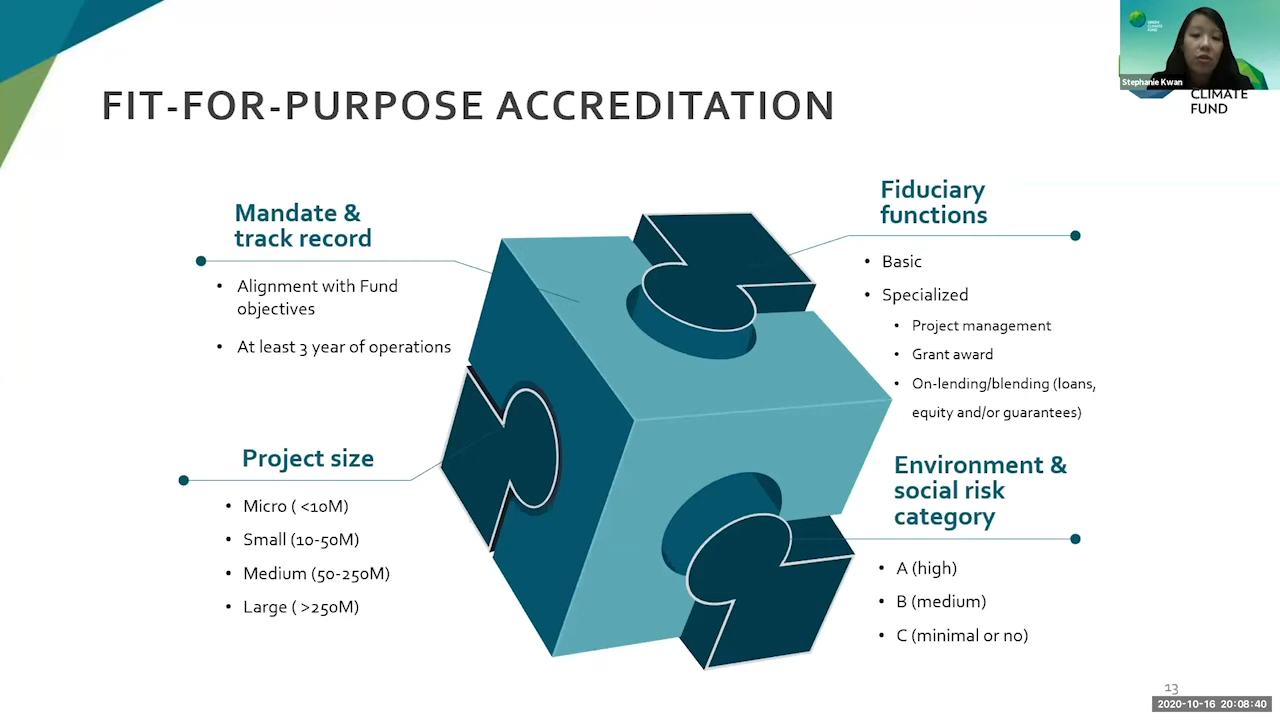 FIT-FOR-PURPOSE ACCREDITATION
Stephanie Kwan
GREEN
CLIMATE
FUND
CLIMATE
FUND
Mandate &
track record
• Alignment with Fund
objectives
• At least 3 year of operations
Project size
• Micro ( <10M)
• Small (10-50M)
• Medium (50-250M)
• Large ( >250M)
Fiduciary
functions
• Basic
• Specialized
• Project management
• Grant award
• On-lending/blending (loans,
equity and/or guarantees)
Environment &
social risk
category
• A (high)
• B (medium)
• C (minimal or no)
13
2020-10-16 20:08:40